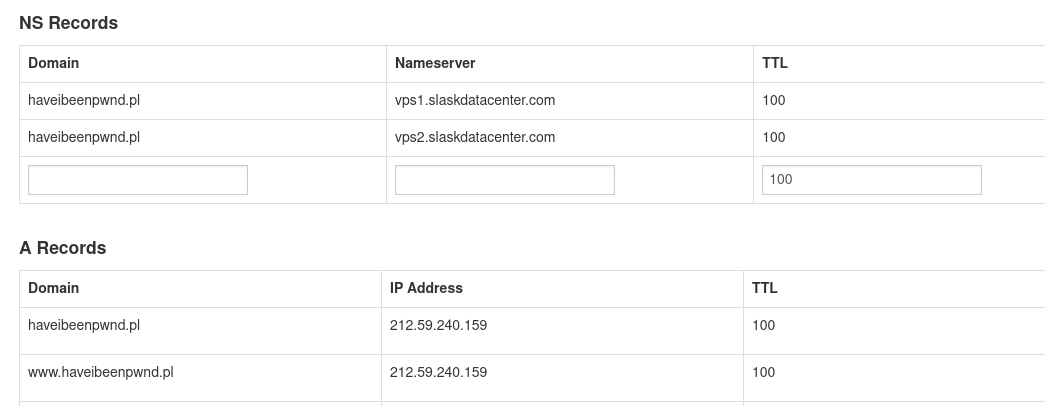 NS Records
Domain Nameserver TTL
haveibeenpwnd.pl vps1.slaskdatacenter.com 100
haveibeenpwnd.pl vps2.slaskdatacenter.com 100
100
A Records
Domain IP Address TTL
haveibeenpwnd.pl 212.59.240.159 100
www.haveibeenpwnd.pl 212.59.240.159 100